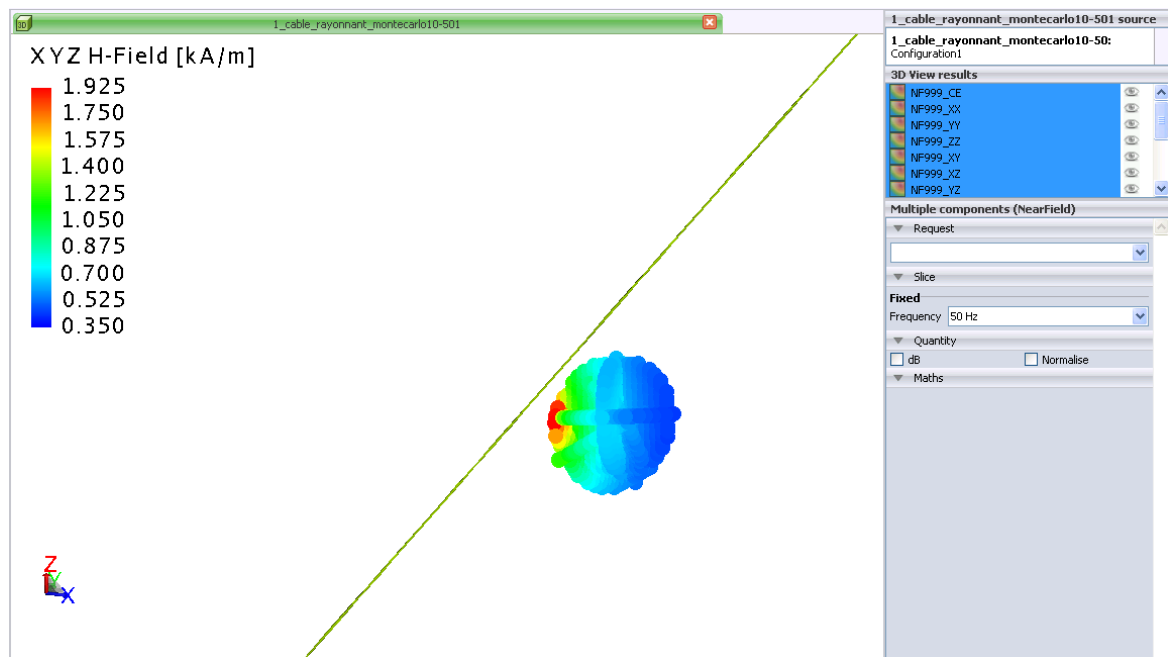 3D
1_cable_rayonnant_montecarlo10-501
X Y Z H-Field [kA/m]
1.925
1.750
1.575
1.400
1.225
1.050
0.875
0.700
0.525
0.350
Z
Y
X
1_cable_rayonnant_montecarlo10-501 source
1_cable_rayonnant_montecarlo10-50:
Configuration1
3D View results
NF999_CE
NF999_XX
NF999_YY
NF999_ZZ
NF999_XY
NF999_XZ
NF999_YZ
Multiple components (NearField)
Request
Slice
Fixed
Frequency 50 Hz
Quantity
dB Normalise
Maths